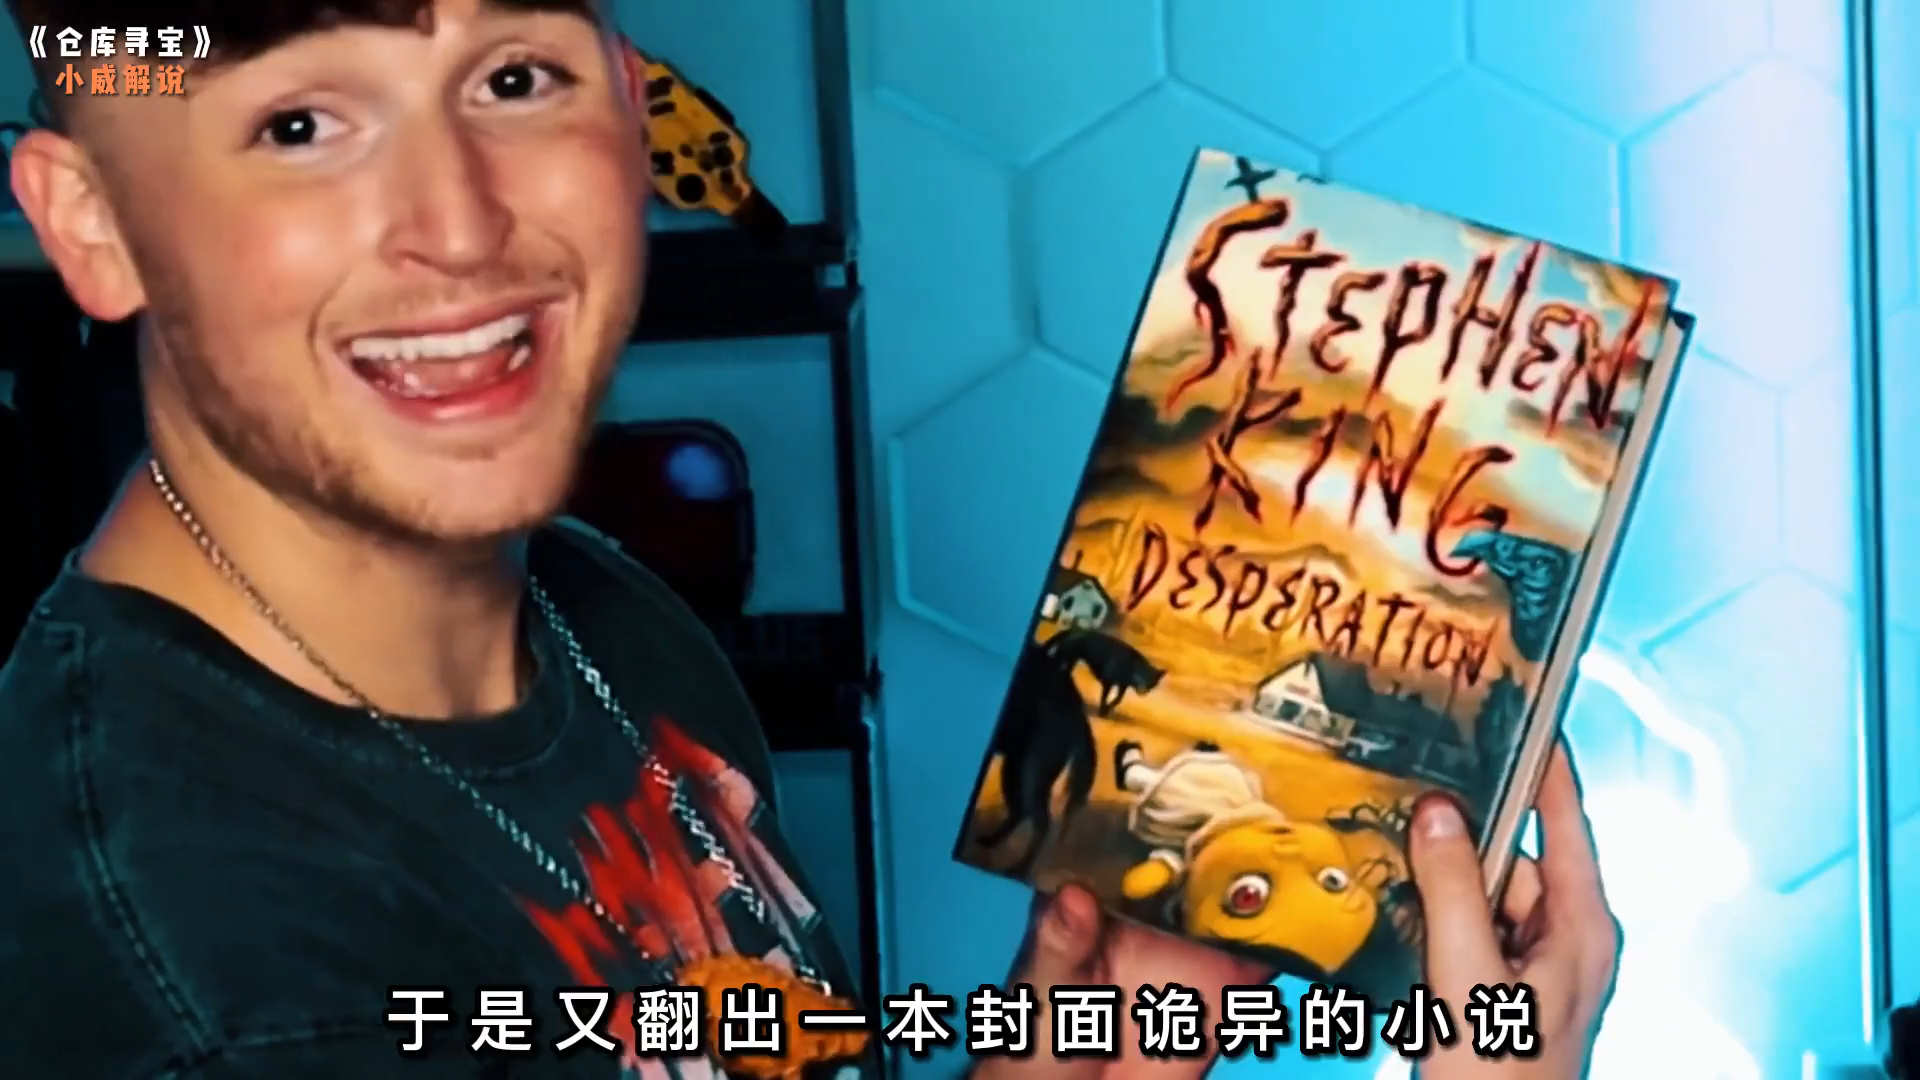 《仓库寻宝》
小威解说
STEPHEN
KING
DESPERATION
于是又翻出一本封面诡异的小说